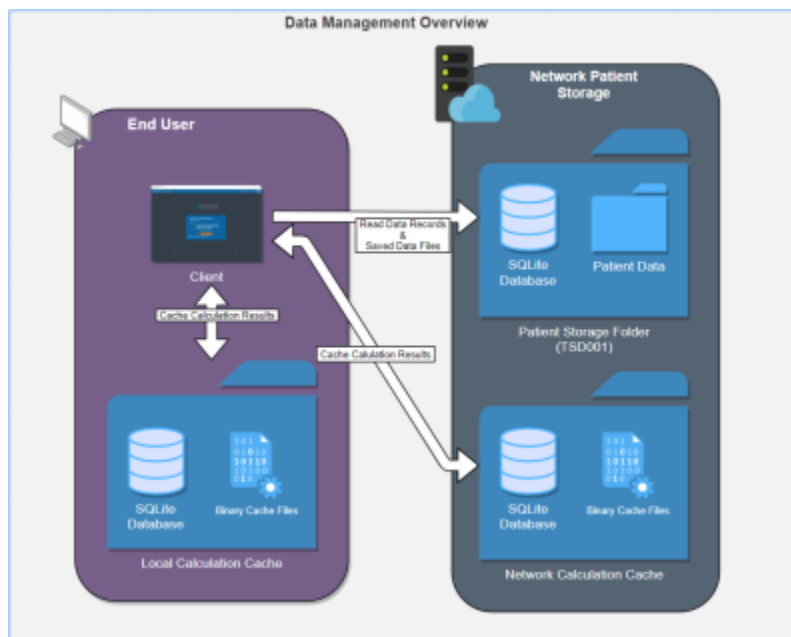 Data Management Overview
Network Patient
Storage
End User
Client
Read Data Records
&
Saved Data Files
SQLite
Database
Patient Data
Patient Storage Folder
(TSD001)
Cache Calculation Results
Cache Calulation Results
SQLite
Database
Binary Cache Files
Local Calculation Cache
SQLite
Database
Binary Cache Files
Network Calculation Cache